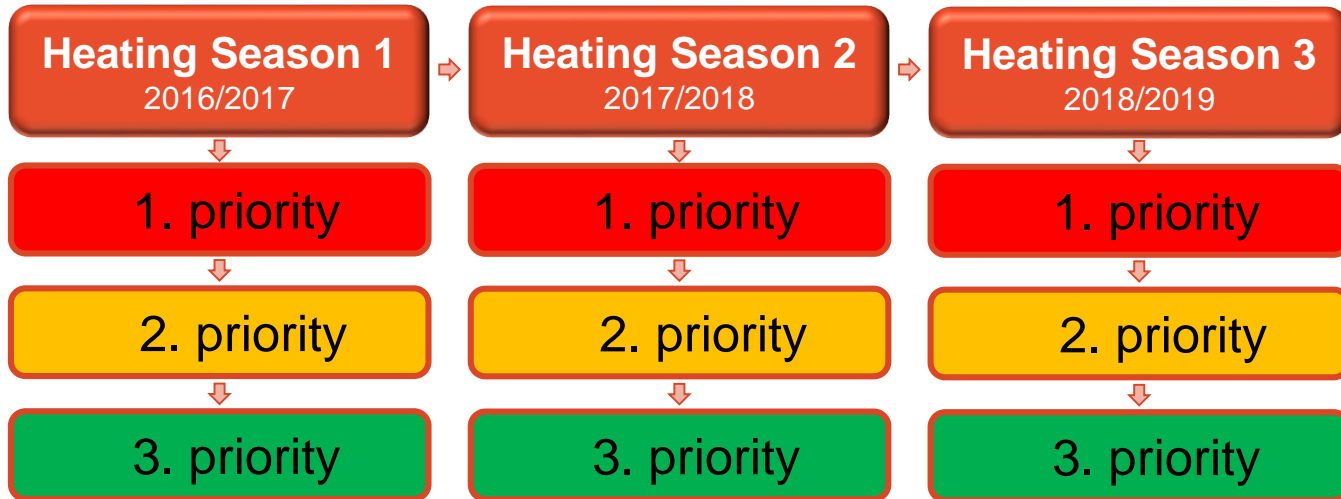 Heating Season 1
2016/2017
1. priority
2. priority
3. priority
Heating Season 2
2017/2018
1. priority
2. priority
3. priority
Heating Season 3
2018/2019
1. priority
2. priority
3. priority